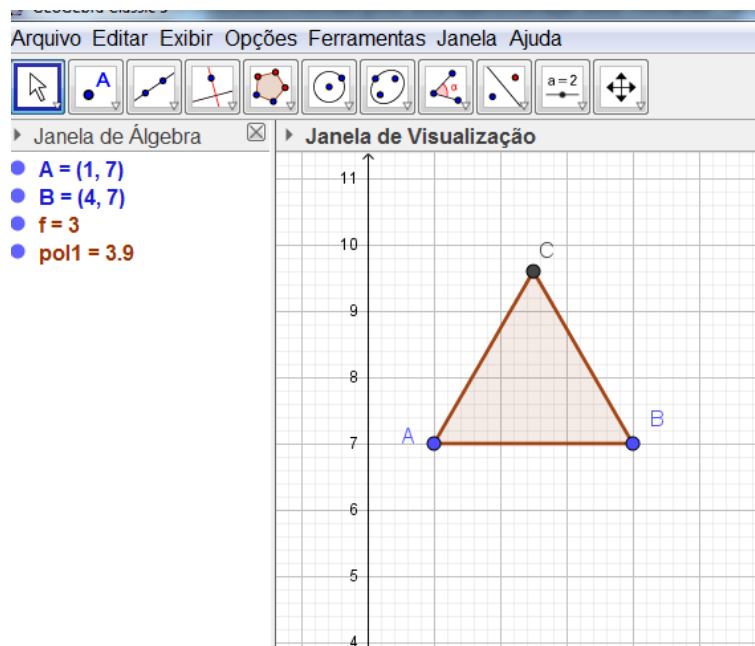 Arquivo Editar Exibir Opções Ferramentas Janela Ajuda
A
α
a=2
Janela de Álgebra
Janela de Visualização
A = (1, 7)
B = (4, 7)
f = 3
pol1 = 3.9
11
10
9
8
7
6
5
4
C
A
B